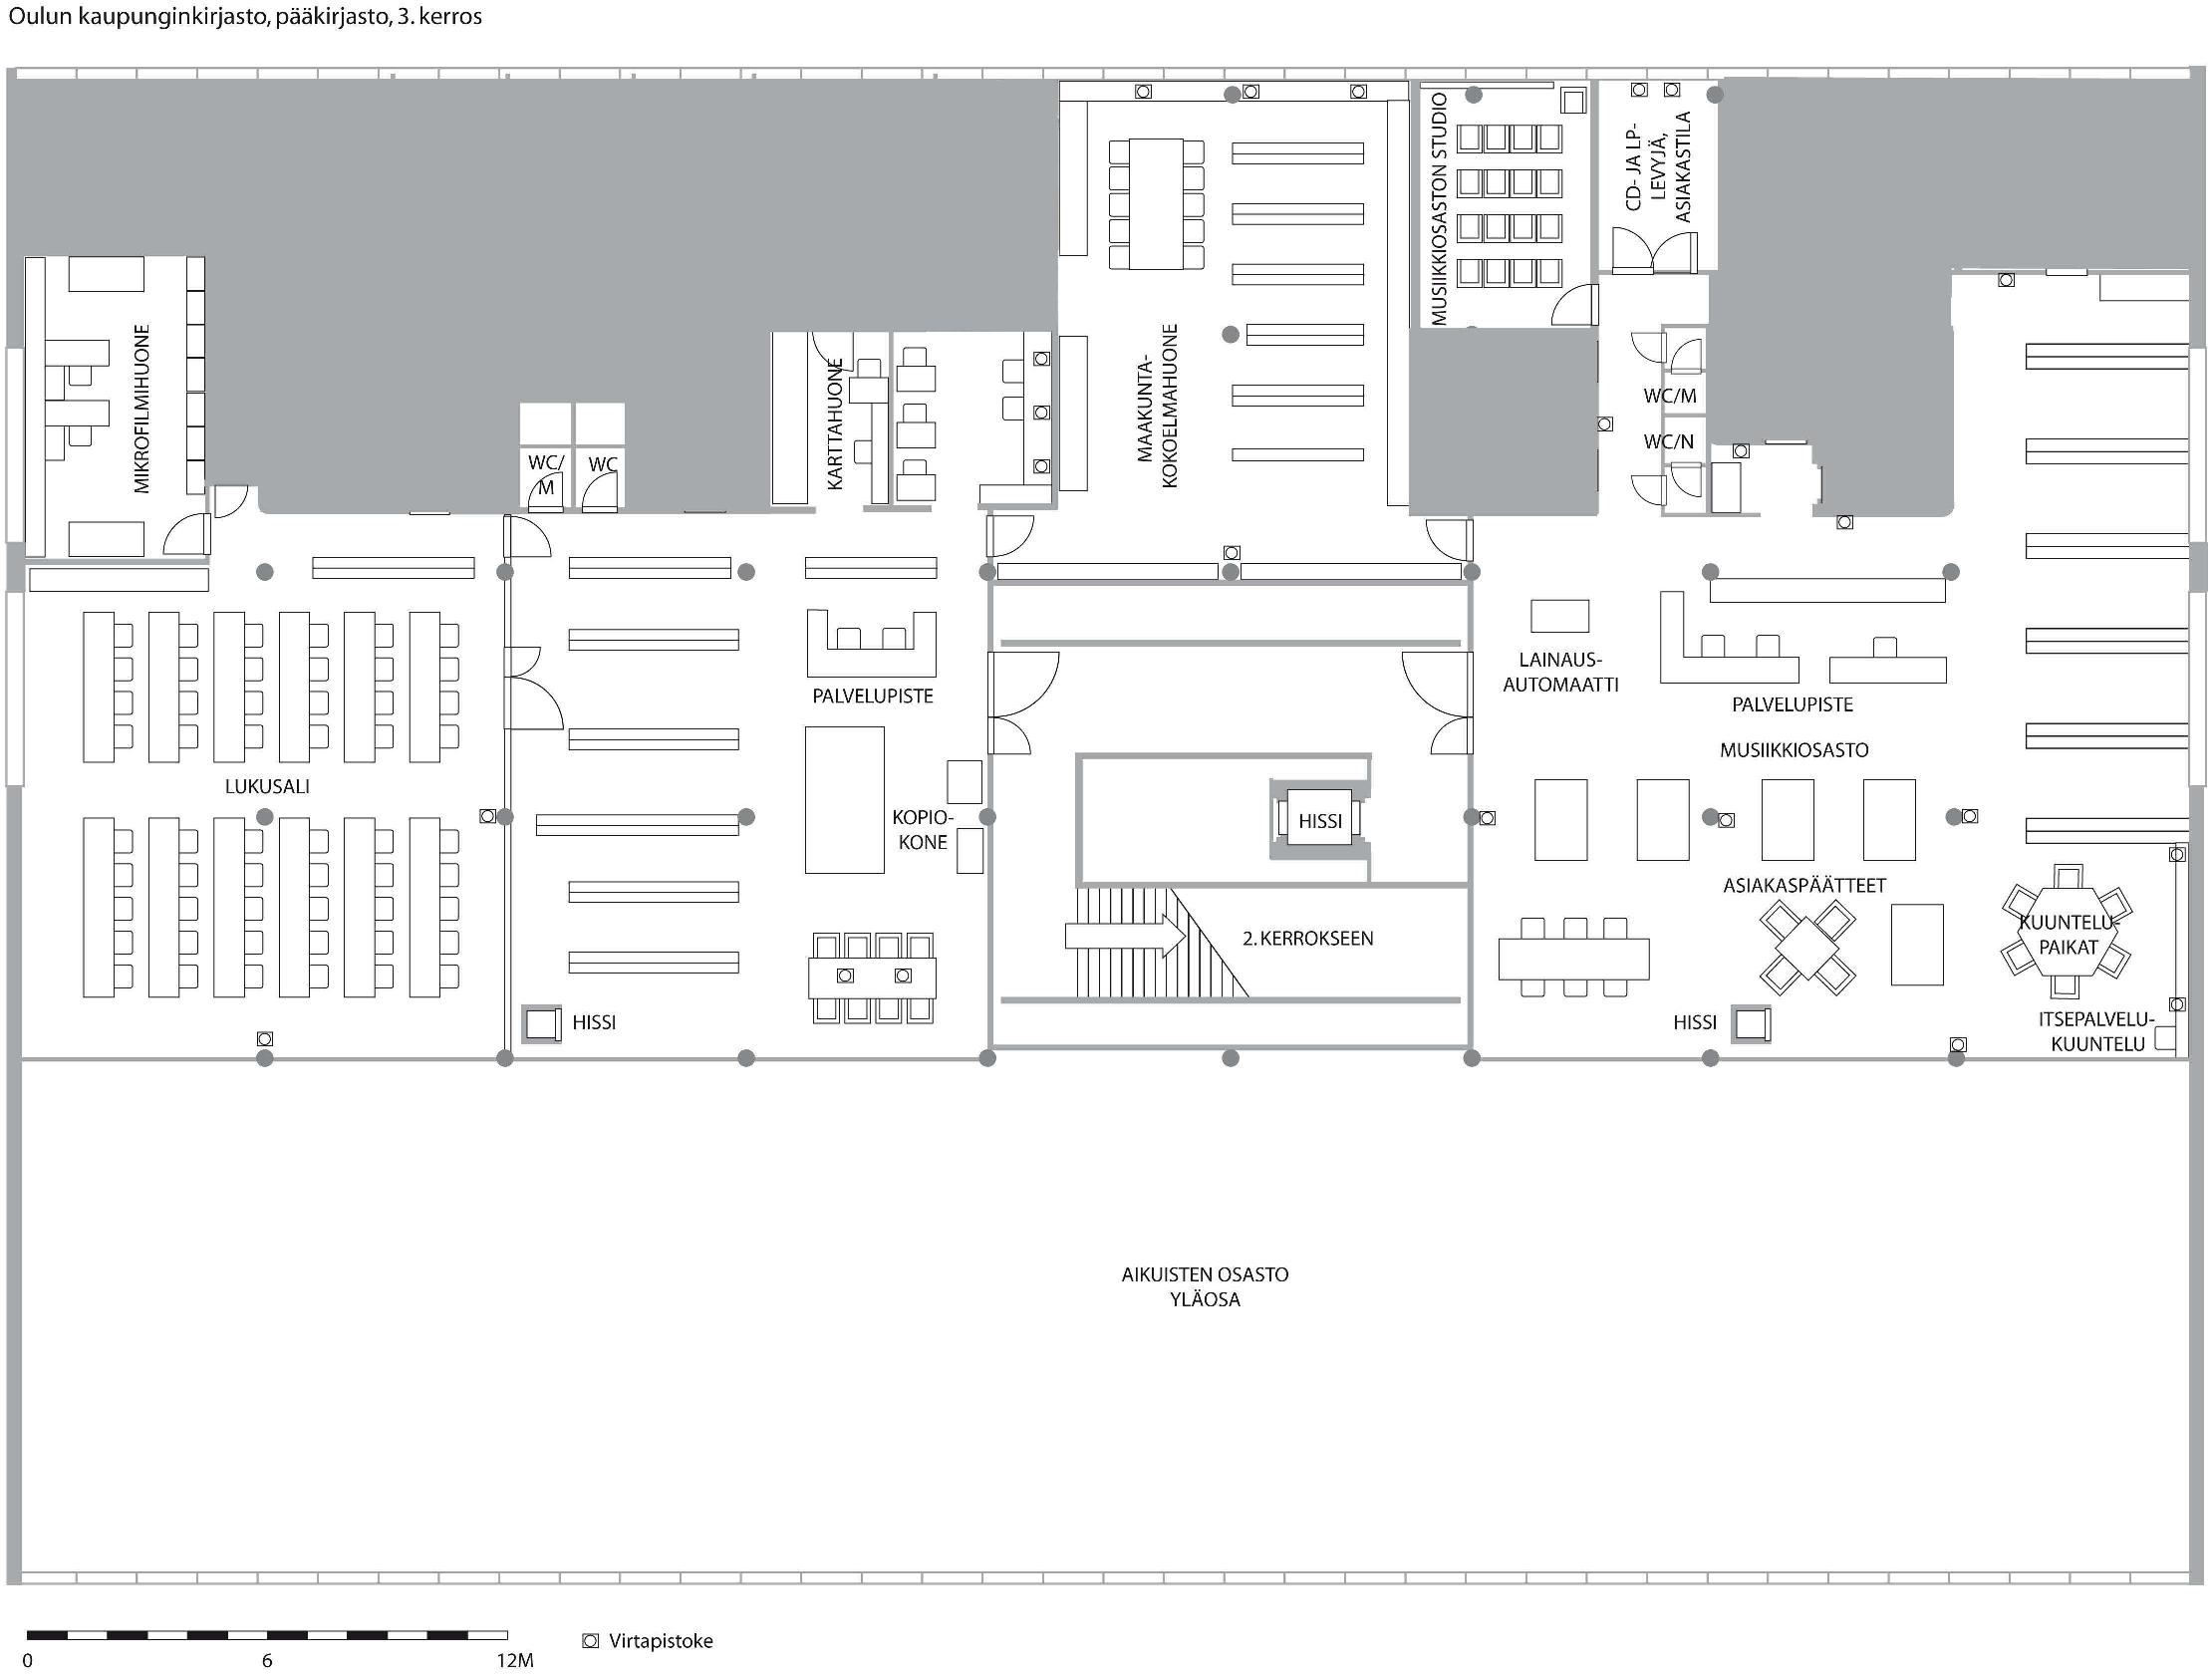 Oulun kaupunginkirjasto, pääkirjasto, 3. kerros
MIKROFILMIHUONE
WC/
M
WC
KARTTAHUONE
MAAKUNTA-
KOKOELMAHUONE
MUSIIKKIOSASTON STUDIO
CD- JA LP-
LEVYJÄ,
ASIAKASTILA
WC/M
WC/N
PALVELUPISTE
LAINAUS-
AUTOMAATTI
PALVELUPISTE
MUSIIKKIOSASTO
LUKUSALI
KOPIO-
KONE
HISSI
ASIAKASPÄÄTTEET
2. KERROKSEEN
KUUNTELU-
PAIKAT
HISSI
HISSI
ITSEPALVELU-
KUUNTELU
AIKUISTEN OSASTO
YLÄOSA
0 6 12M
Virtapistoke